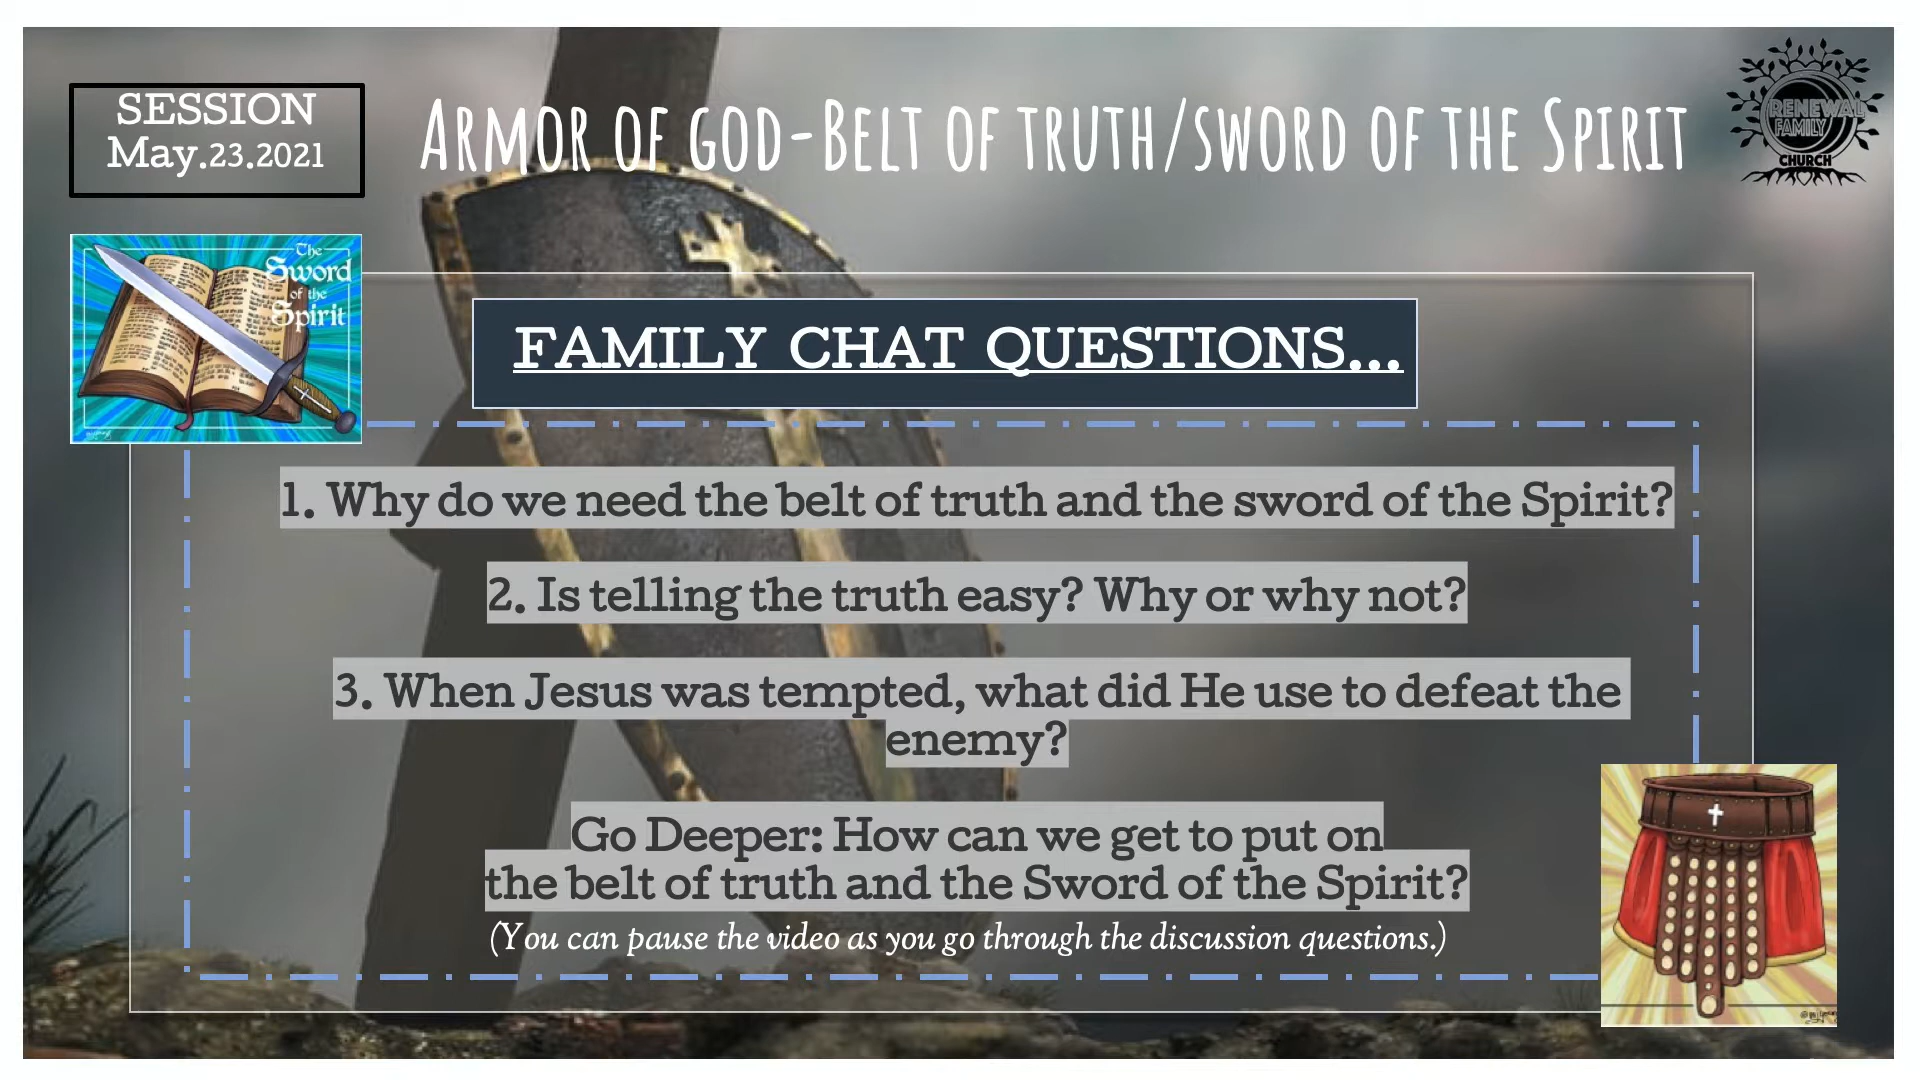 SESSION
May.23.2021
ARMOR OF GOD-BELT OF TRUTH/SWORD OF THE SPIRIT
RENEWAL
FAMILY
CHURCH
The
Sword
of the
Spirit
FAMILY CHAT QUESTIONS...
1. Why do we need the belt of truth and the sword of the Spirit?
2. Is telling the truth easy? Why or why not?
3. When Jesus was tempted, what did He use to defeat the
enemy?
Go Deeper: How can we get to put on
the belt of truth and the Sword of the Spirit?
(You can pause the video as you go through the discussion questions.)